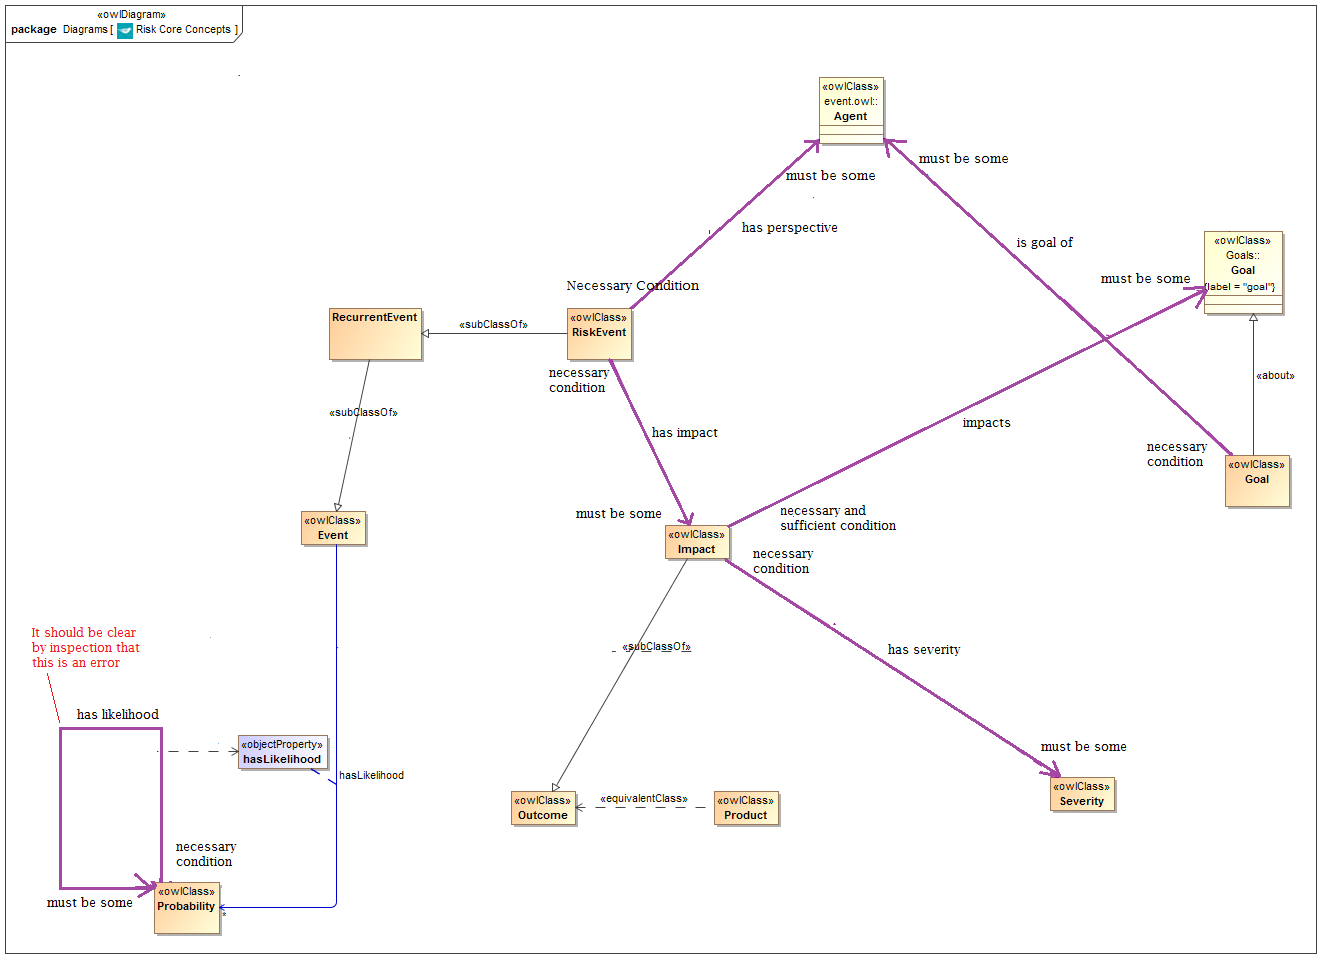 «owlDiagram»
package Diagrams [ Risk Core Concepts ]
«owlClass»
event.owl::
Agent
must be some
must be some
has perspective
is goal of
«owlClass»
Goals::
Goal
{label = "goal"}
must be some
Necessary Condition
RecurrentEvent
«subClassOf»
«owlClass»
RiskEvent
necessary
condition
«about»
«subClassOf»
has impact
impacts
necessary
condition
«owlClass»
Goal
must be some
necessary and
sufficient condition
«owlClass»
Event
«owlClass»
Impact
necessary
condition
It should be clear
by inspection that
this is an error
«subClassOf»
has severity
has likelihood
«objectProperty»
hasLikelihood
hasLikelihood
must be some
«owlClass»
Severity
«owlClass»
Outcome
«equivalentClass»
«owlClass»
Product
necessary
condition
must be some
«owlClass»
Probability
*